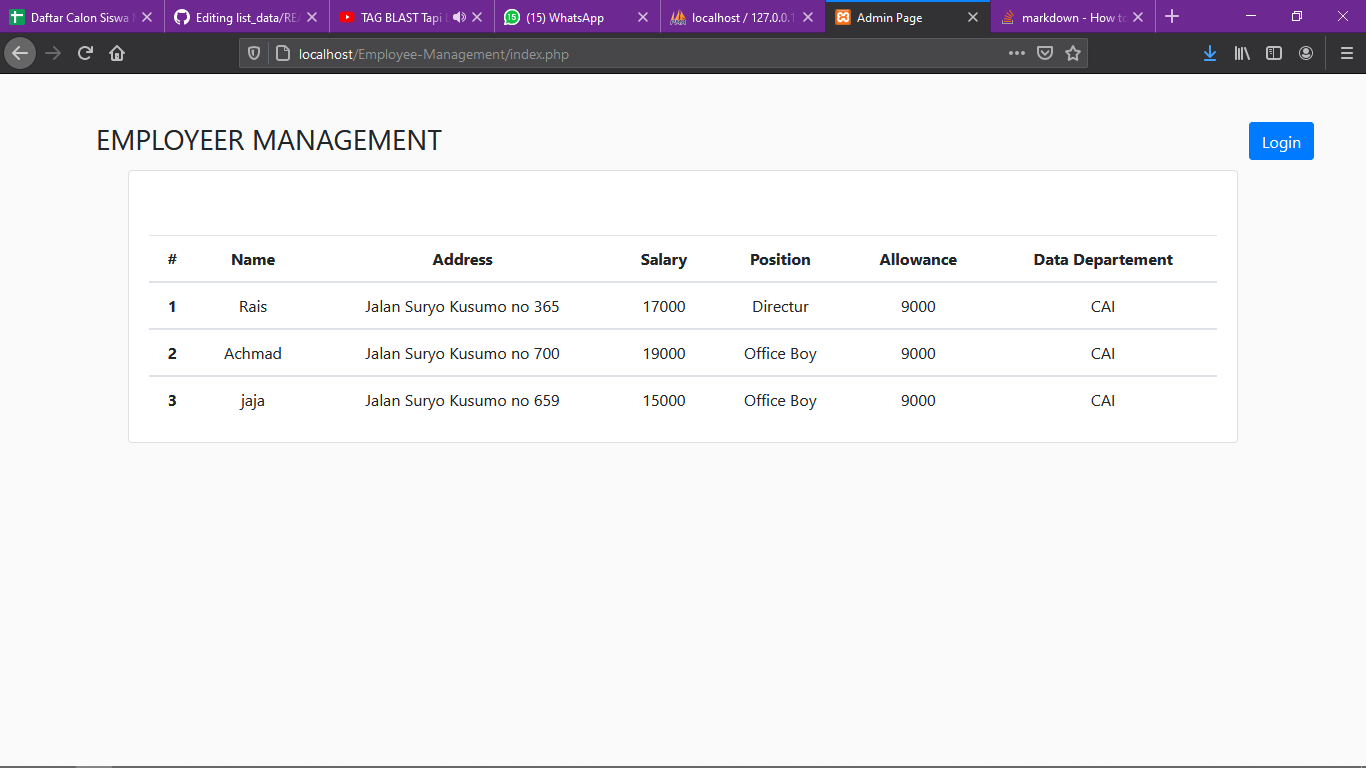 Daftar Calon Siswa
Editing list_data/RE
TAG BLAST Tapi
(15) WhatsApp
localhost / 127.0.0.1
Admin Page
markdown - How to
localhost/Employee-Management/index.php
EMPLOYEER MANAGEMENT
Login
# Name Address Salary Position Allowance Data Departement
1 Rais Jalan Suryo Kusumo no 365 17000 Directur 9000 CAI
2 Achmad Jalan Suryo Kusumo no 700 19000 Office Boy 9000 CAI
3 jaja Jalan Suryo Kusumo no 659 15000 Office Boy 9000 CAI